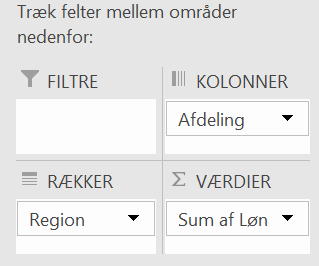 Træk felter mellem områder
nedenfor:
FILTRE
KOLONNER
Afdeling
RÆKKER
Σ VÆRDIER
Region
Sum af Løn